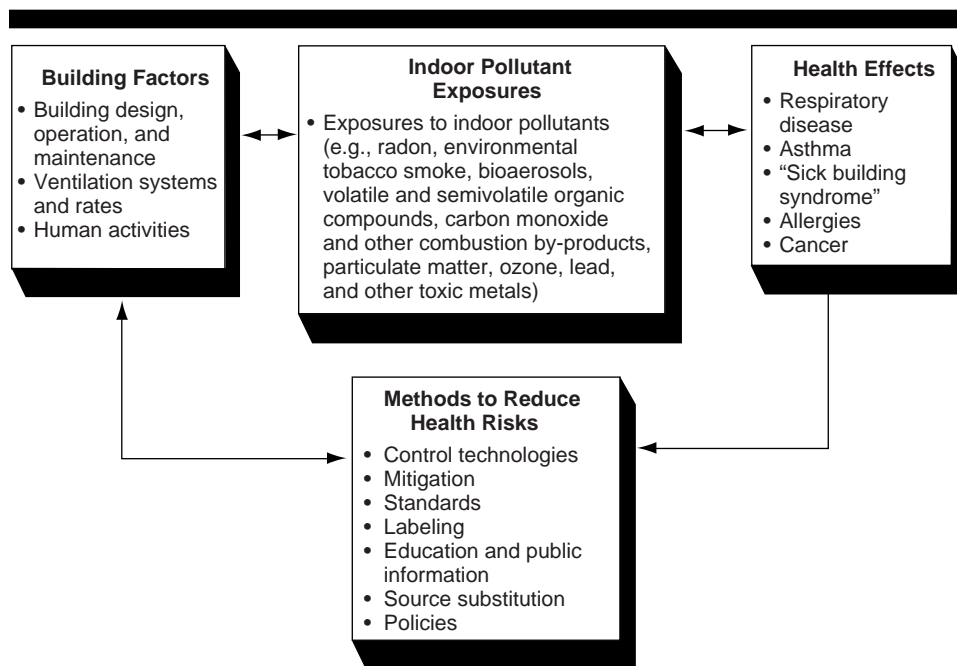 Building Factors
• Building design,
operation, and
maintenance
• Ventilation systems
and rates
• Human activities
Indoor Pollutant
Exposures
• Exposures to indoor pollutants
(e.g., radon, environmental
tobacco smoke, bioaerosols,
volatile and semivolatile organic
compounds, carbon monoxide
and other combustion by-products,
particulate matter, ozone, lead,
and other toxic metals)
Health Effects
• Respiratory
disease
• Asthma
• “Sick building
syndrome”
• Allergies
• Cancer
Methods to Reduce
Health Risks
• Control technologies
• Mitigation
• Standards
• Labeling
• Education and public
information
• Source substitution
• Policies